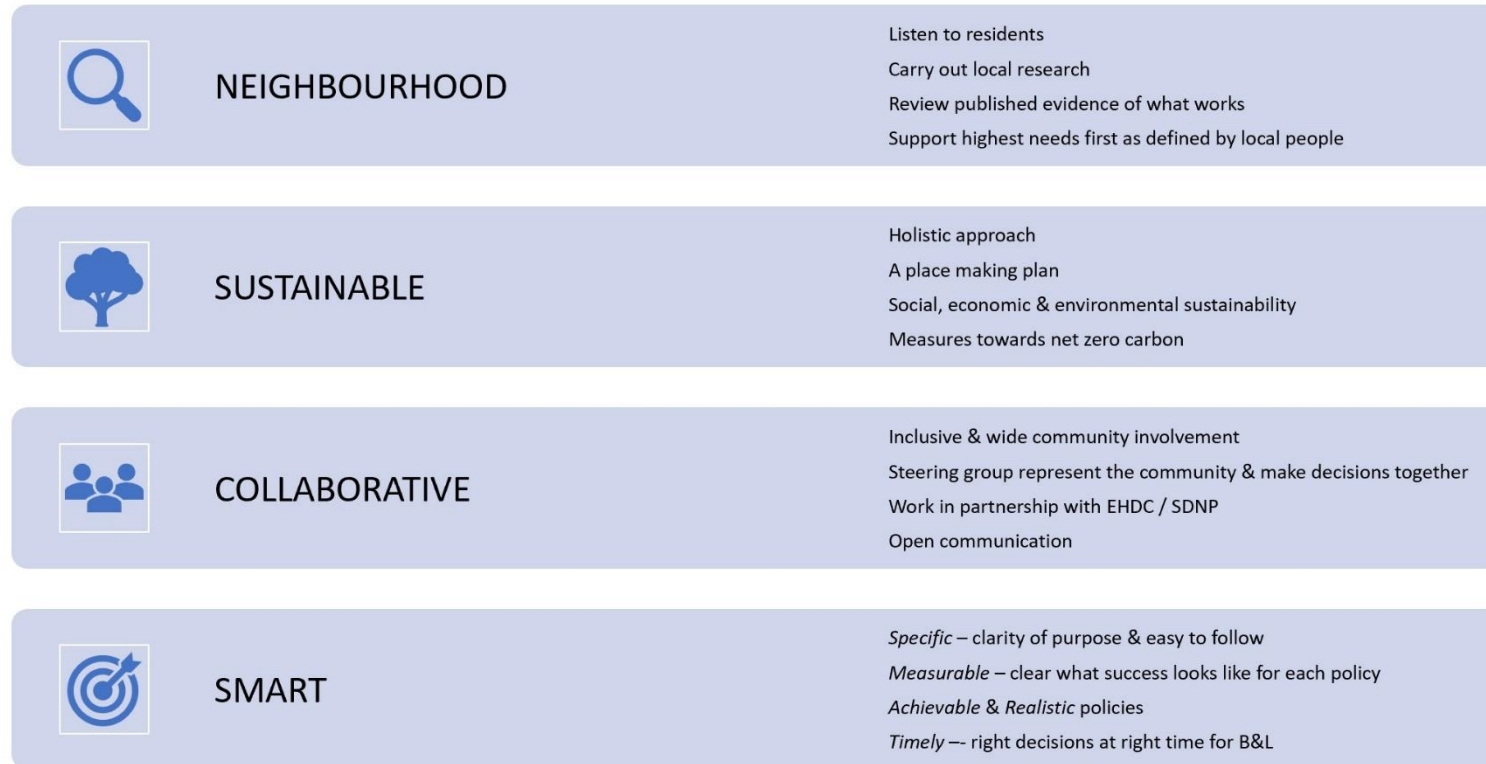 NEIGHBOURHOOD
Listen to residents
Carry out local research
Review published evidence of what works
Support highest needs first as defined by local people
SUSTAINABLE
Holistic approach
A place making plan
Social, economic & environmental sustainability
Measures towards net zero carbon
COLLABORATIVE
Inclusive & wide community involvement
Steering group represent the community & make decisions together
Work in partnership with EHDC / SDNP
Open communication
SMART
Specific – clarity of purpose & easy to follow
Measurable – clear what success looks like for each policy
Achievable & Realistic policies
Timely –- right decisions at right time for B&L